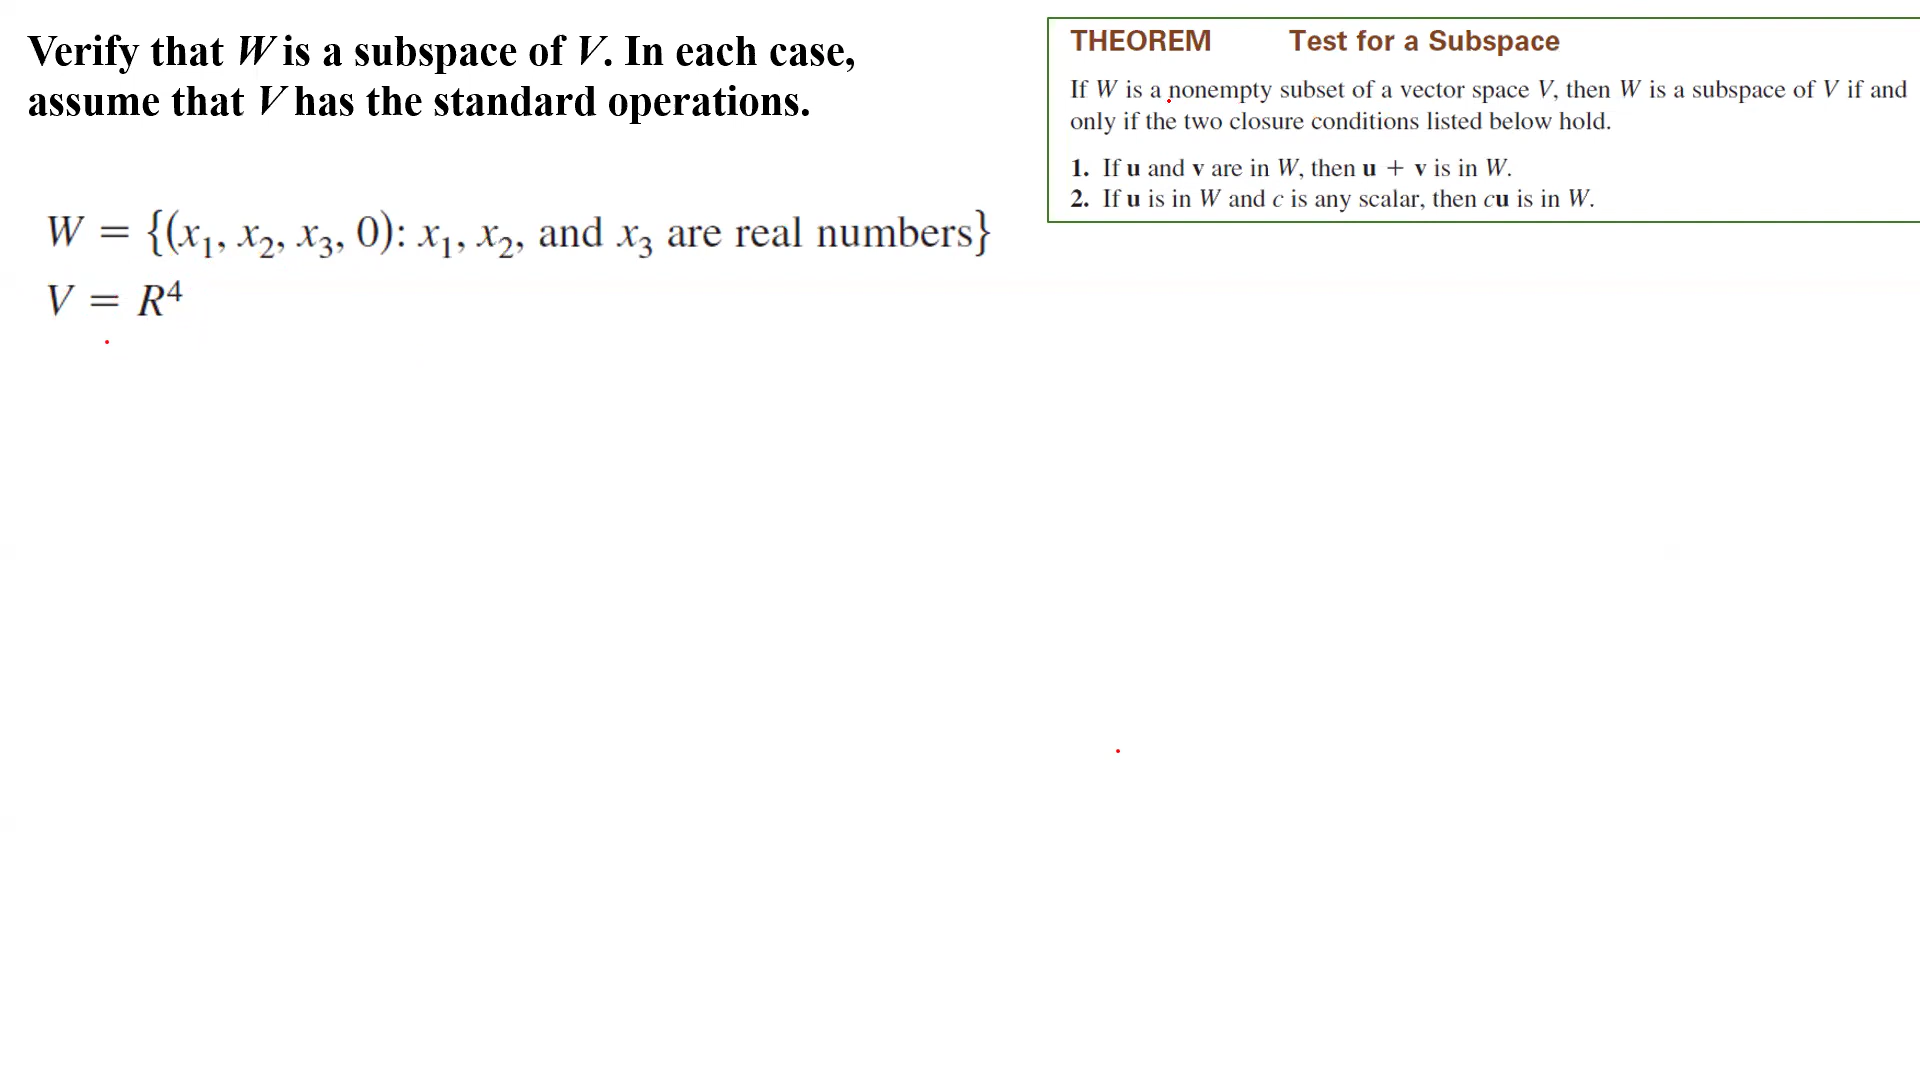 Verify that W is a subspace of V. In each case,
assume that V has the standard operations.
W = {(x₁, x₂, x₃, 0): x₁, x₂, and x₃ are real numbers}
V = R⁴
THEOREM Test for a Subspace
If W is a nonempty subset of a vector space V, then W is a subspace of V if and
only if the two closure conditions listed below hold.
1. If u and v are in W, then u + v is in W.
2. If u is in W and c is any scalar, then cu is in W.